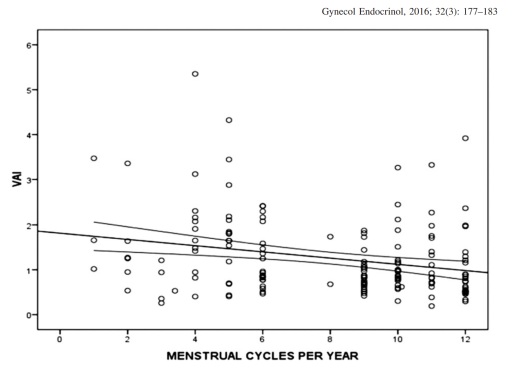 Gynecol Endocrinol, 2016; 32(3): 177–183
6
5
4
3
2
1
0
VAI
0 2 4 6 8 10 12
MENSTRUAL CYCLES PER YEAR